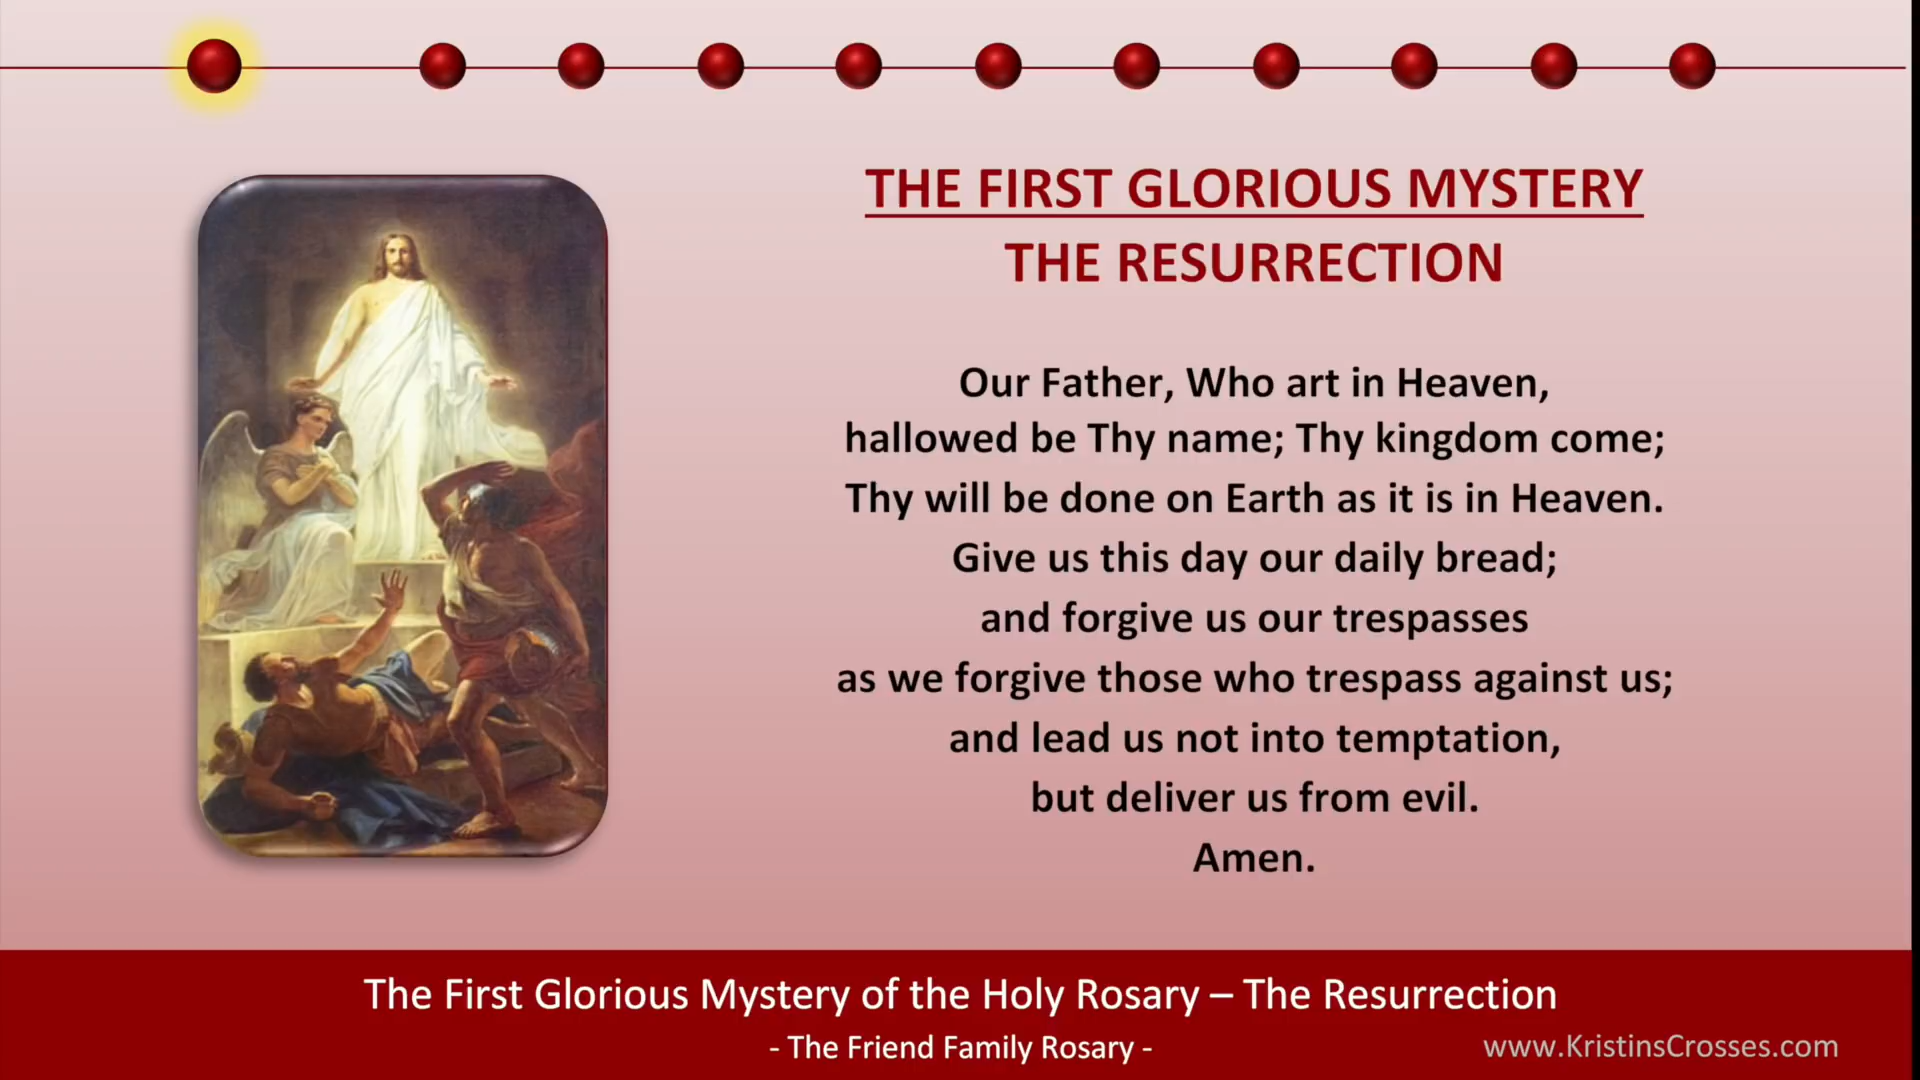 THE FIRST GLORIOUS MYSTERY
THE RESURRECTION
Our Father, Who art in Heaven,
hallowed be Thy name; Thy kingdom come;
Thy will be done on Earth as it is in Heaven.
Give us this day our daily bread;
and forgive us our trespasses
as we forgive those who trespass against us;
and lead us not into temptation,
but deliver us from evil.
Amen.
The First Glorious Mystery of the Holy Rosary – The Resurrection
- The Friend Family Rosary -
www.KristinsCrosses.com